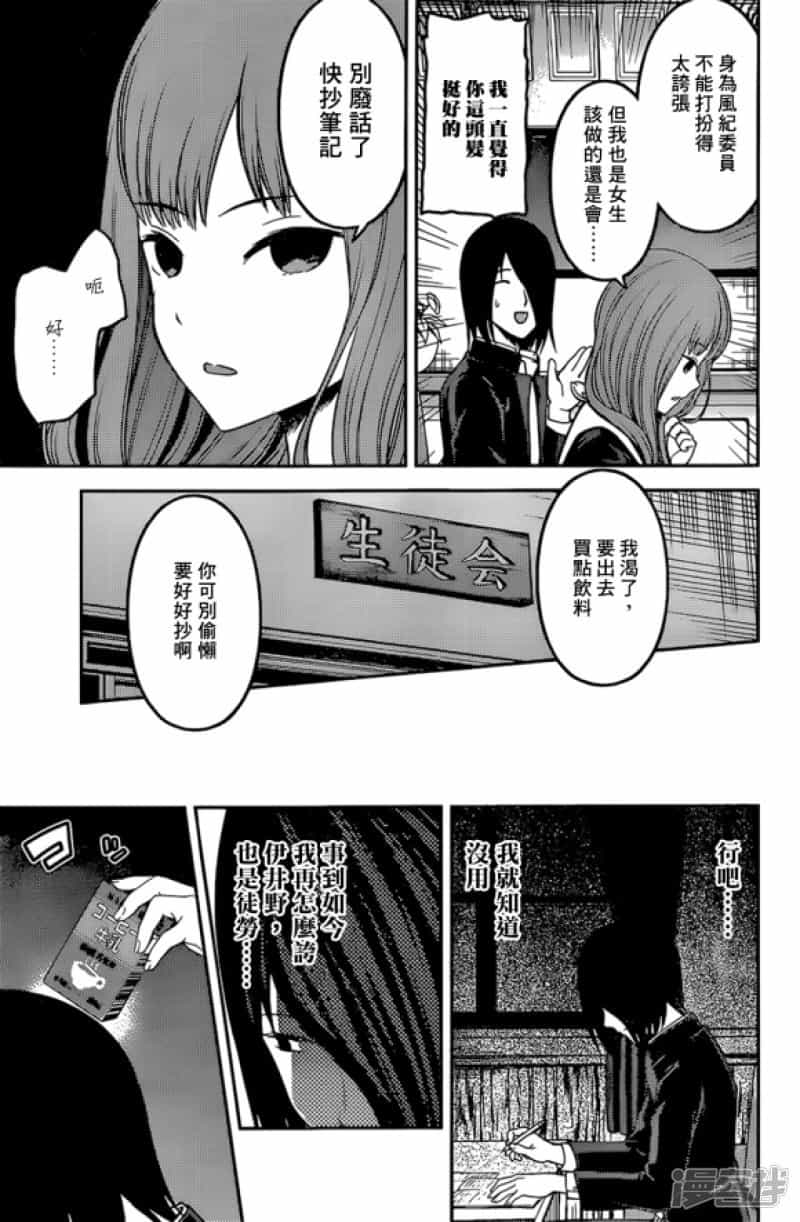 身為風紀委員
不能打扮得
太誇張
但我也是女生
該做的還是會……
我一直覺得
你這頭髮
挺好的
別廢話了
快抄筆記
呃
好……
我渴了，
要出去
買點飲料
生徒会
你可別偷懶
要好好抄啊
行吧……
我就知道
沒用
事到如今
我再怎麼誇
伊井野，
也是徒勞……
コーヒー
牛乳